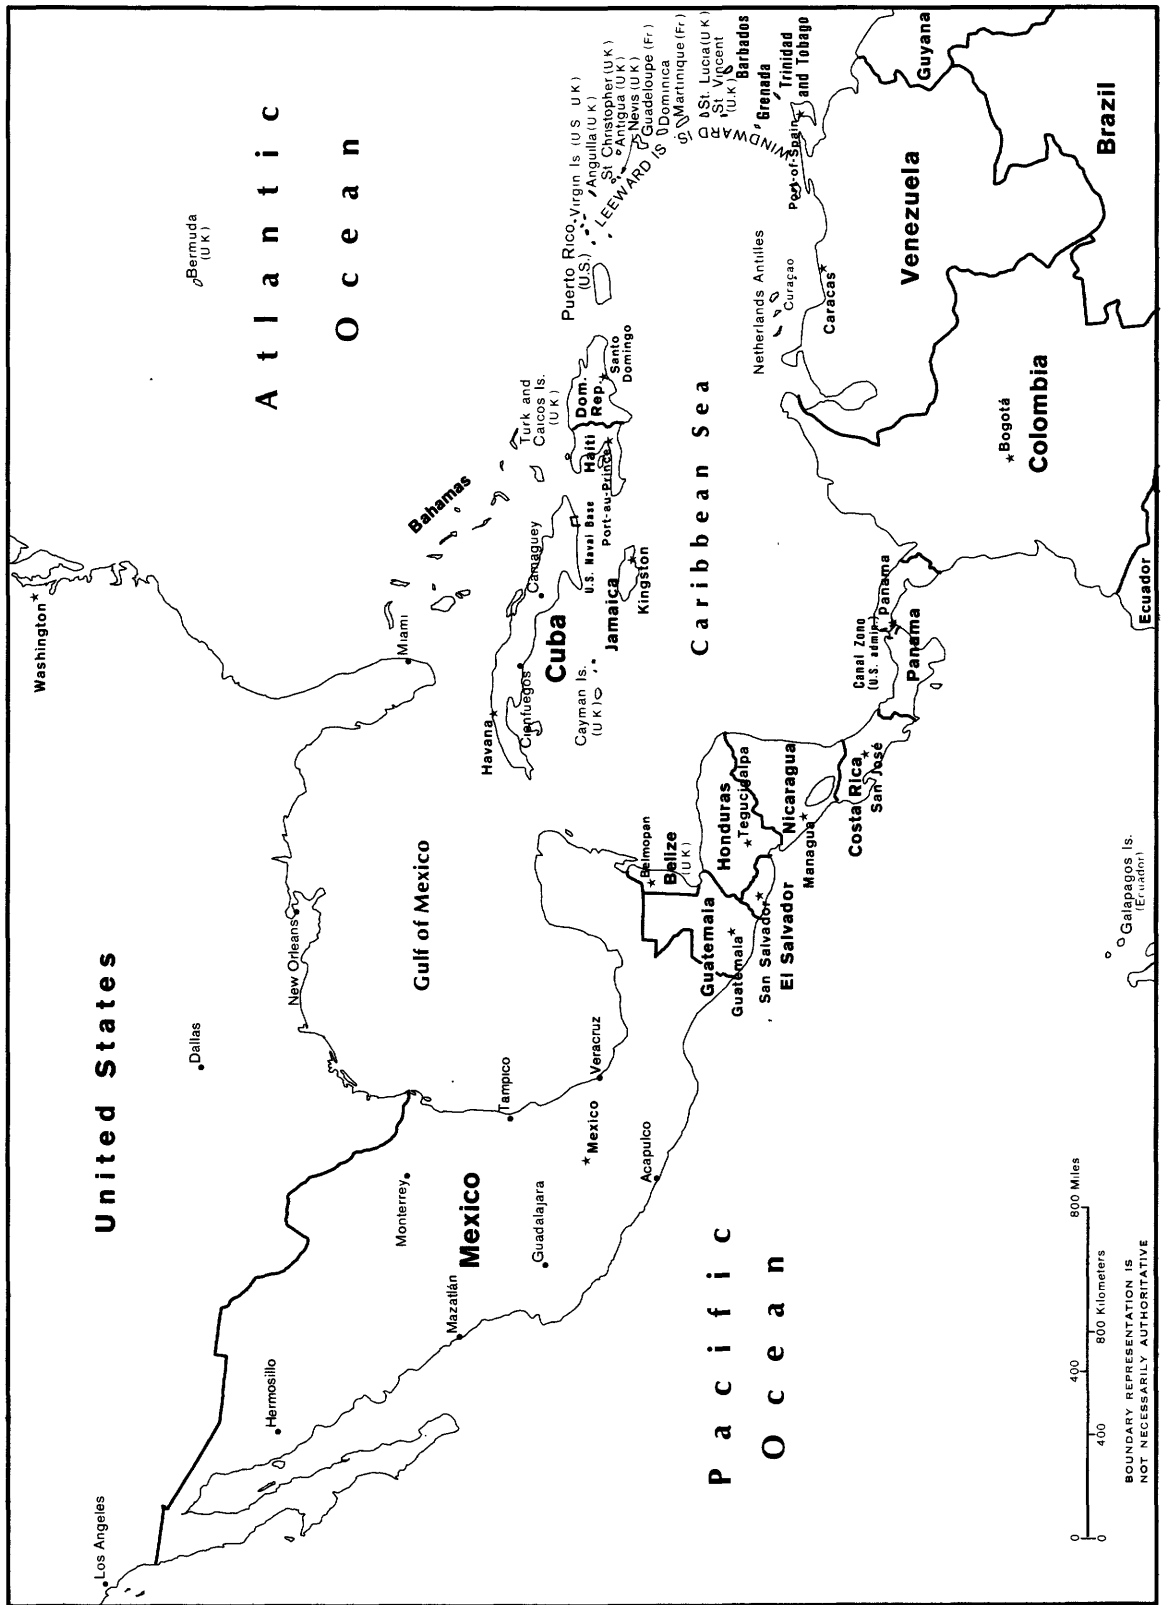 Los Angeles
United States
Dallas
New Orleans
Washington
Miami
Hermosillo
Monterrey
Mazatlán
Mexico
Guadalajara
Tampico
Mexico
Veracruz
Acapulco
Gulf of Mexico
Atlantic
Ocean
Bermuda
(UK)
Bahamas
Havana
Cienfuegos
Camaguey
Cuba
Cayman Is.
(UK)
U.S. Naval Base
Jamaica
Kingston
Turk and
Caicos Is.
(UK)
Haiti
Port-au-Prince
Dom.
Rep.
Santo
Domingo
Puerto Rico
(U.S.)
Virgin Is (US UK)
Anguilla (UK)
St Christopher (UK)
Antigua (UK)
Nevis (UK)
Guadeloupe (Fr)
Dominica
Martinique (Fr)
St. Lucia (UK)
St Vincent
(U.K)
Barbados
Grenada
Trinidad
and Tobago
Port-of-Spain
LEEWARD IS
WINDWARD IS
Caribbean Sea
Netherlands Antilles
Curaçao
Caracas
Venezuela
Guyana
Brazil
Bogotá
Colombia
Ecuador
Belmopan
Belize
(UK)
Guatemala
Guatemala
San Salvador
El Salvador
Honduras
Tegucigalpa
Nicaragua
Managua
Costa Rica
San José
Canal Zone
(U.S. admin.)
Panama
Panama
Galapagos Is.
(Ecuador)
Pacific
Ocean
0 400 800 Miles
0 400 800 Kilometers
BOUNDARY REPRESENTATION IS
NOT NECESSARILY AUTHORITATIVE